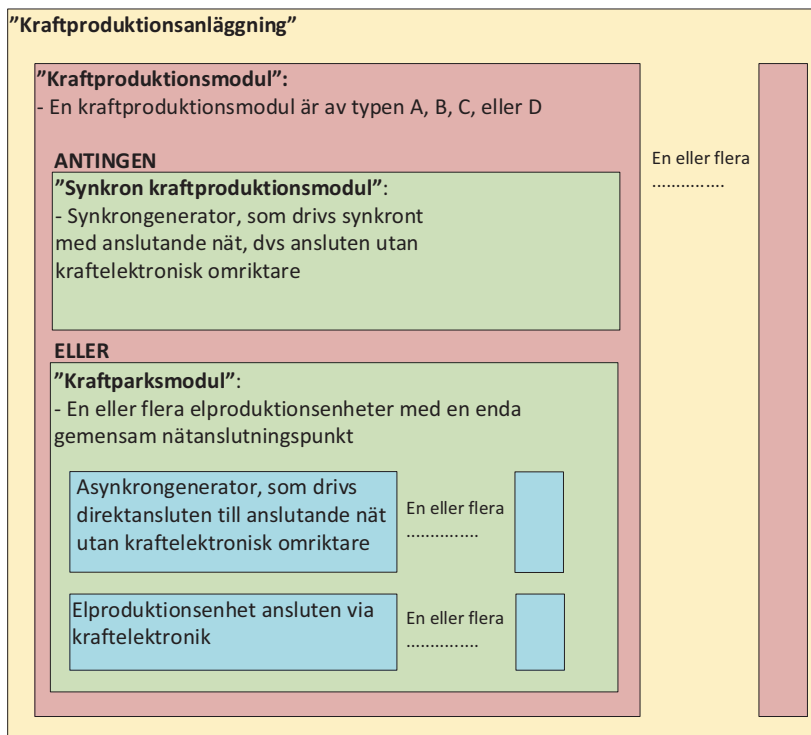 ”Kraftproduktionsanläggning”
”Kraftproduktionsmodul”:
- En kraftproduktionsmodul är av typen A, B, C, eller D
En eller flera
..............
ANTINGEN
”Synkron kraftproduktionsmodul”:
- Synkrongenerator, som drivs synkront
med anslutande nät, dvs ansluten utan
kraftelektronisk omriktare
ELLER
”Kraftparksmodul”:
- En eller flera elproduktionsenheter med en enda
gemensam nätanslutningspunkt
Asynkrongenerator, som drivs
direktansluten till anslutande nät
utan kraftelektronisk omriktare
En eller flera
..............
Elproduktionsenhet ansluten via
kraftelektronik
En eller flera
..............